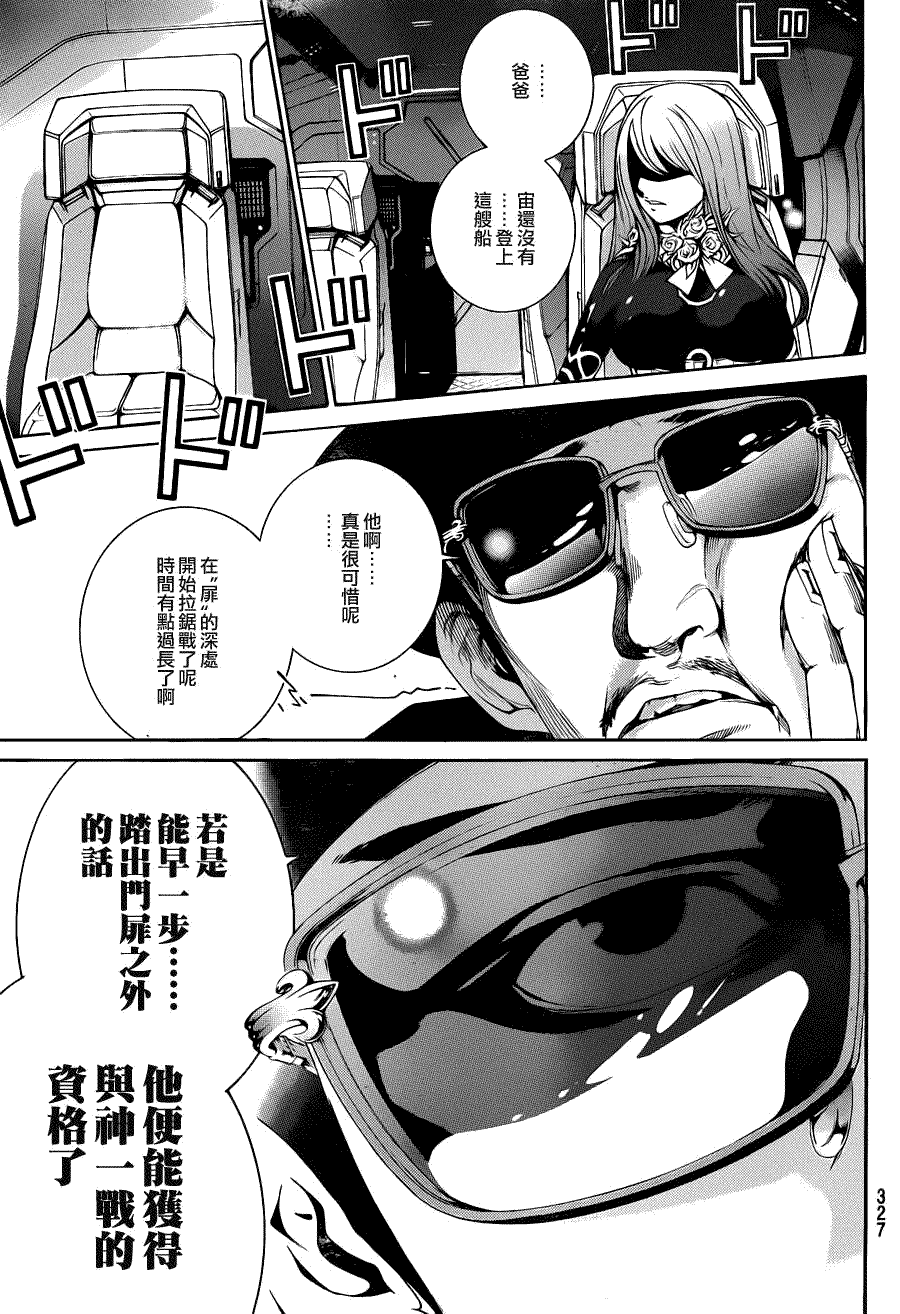 ……
爸爸
宙還沒有
……登上
這艘船
ドドドドドド
他啊……
真是很可惜呢
……
在〝扉〞的深處
開始拉鋸戰了呢
時間有點過長了啊
若是
能早一步……
踏出門扉之外
的話
他便能獲得
與神一戰的
資格了
327